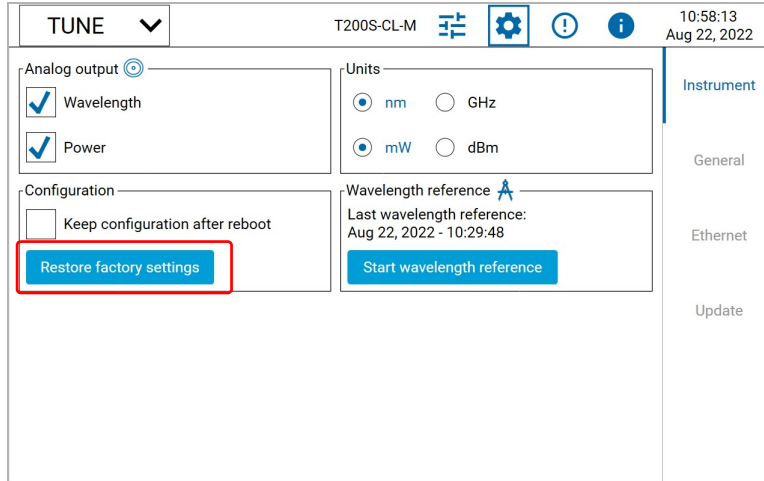 TUNE
T200S-CL-M
10:58:13
Aug 22, 2022
Analog output
Wavelength
Power
Units
nm
GHz
mW
dBm
Configuration
Keep configuration after reboot
Restore factory settings
Wavelength reference
Last wavelength reference:
Aug 22, 2022 - 10:29:48
Start wavelength reference
Instrument
General
Ethernet
Update